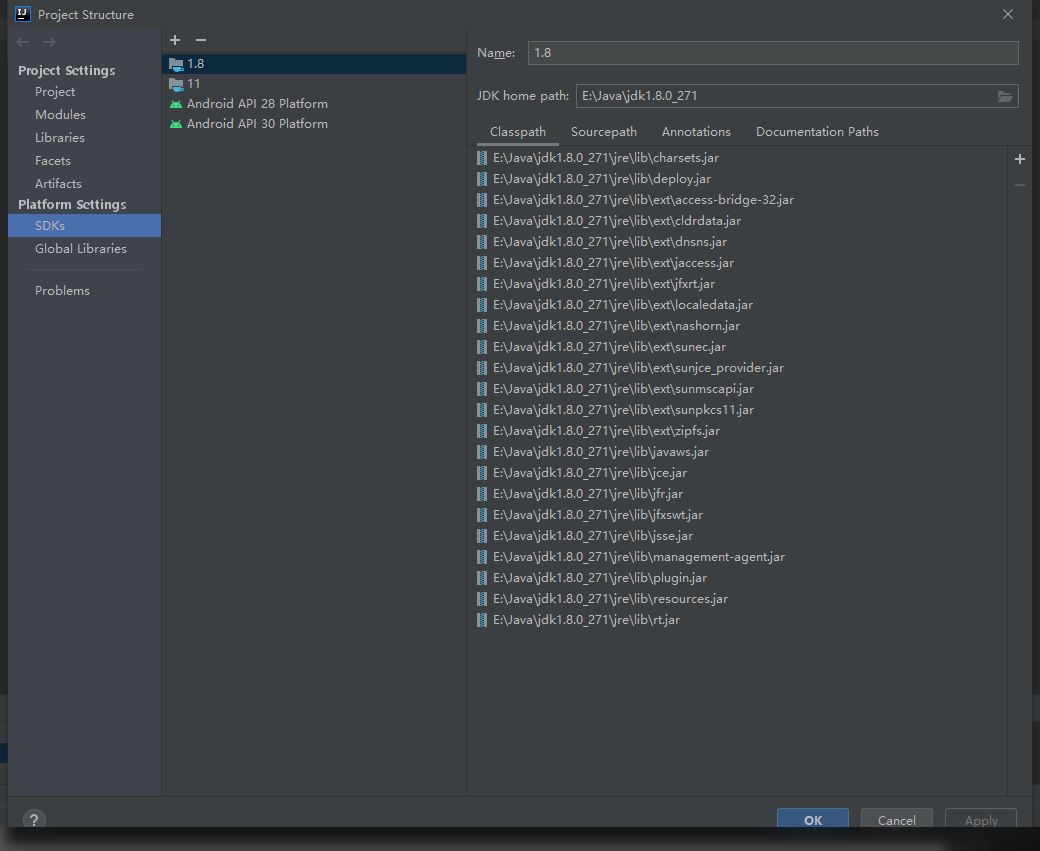 Project Structure
Project Settings
Project
Modules
Libraries
Facets
Artifacts
Platform Settings
SDKs
Global Libraries
Problems
1.8
11
Android API 28 Platform
Android API 30 Platform
Name: 1.8
JDK home path: E:\Java\jdk1.8.0_271
Classpath Sourcepath Annotations Documentation Paths
E:\Java\jdk1.8.0_271\jre\lib\charsets.jar
E:\Java\jdk1.8.0_271\jre\lib\deploy.jar
E:\Java\jdk1.8.0_271\jre\lib\ext\access-bridge-32.jar
E:\Java\jdk1.8.0_271\jre\lib\ext\cldrdata.jar
E:\Java\jdk1.8.0_271\jre\lib\ext\dnsns.jar
E:\Java\jdk1.8.0_271\jre\lib\ext\jaccess.jar
E:\Java\jdk1.8.0_271\jre\lib\ext\jfxrt.jar
E:\Java\jdk1.8.0_271\jre\lib\ext\localedata.jar
E:\Java\jdk1.8.0_271\jre\lib\ext\nashorn.jar
E:\Java\jdk1.8.0_271\jre\lib\ext\sunec.jar
E:\Java\jdk1.8.0_271\jre\lib\ext\sunjce_provider.jar
E:\Java\jdk1.8.0_271\jre\lib\ext\sunmscapi.jar
E:\Java\jdk1.8.0_271\jre\lib\ext\sunpkcs11.jar
E:\Java\jdk1.8.0_271\jre\lib\ext\zipfs.jar
E:\Java\jdk1.8.0_271\jre\lib\javaws.jar
E:\Java\jdk1.8.0_271\jre\lib\jce.jar
E:\Java\jdk1.8.0_271\jre\lib\jfr.jar
E:\Java\jdk1.8.0_271\jre\lib\jfxswt.jar
E:\Java\jdk1.8.0_271\jre\lib\jsse.jar
E:\Java\jdk1.8.0_271\jre\lib\management-agent.jar
E:\Java\jdk1.8.0_271\jre\lib\plugin.jar
E:\Java\jdk1.8.0_271\jre\lib\resources.jar
E:\Java\jdk1.8.0_271\jre\lib\rt.jar
? OK Cancel Apply